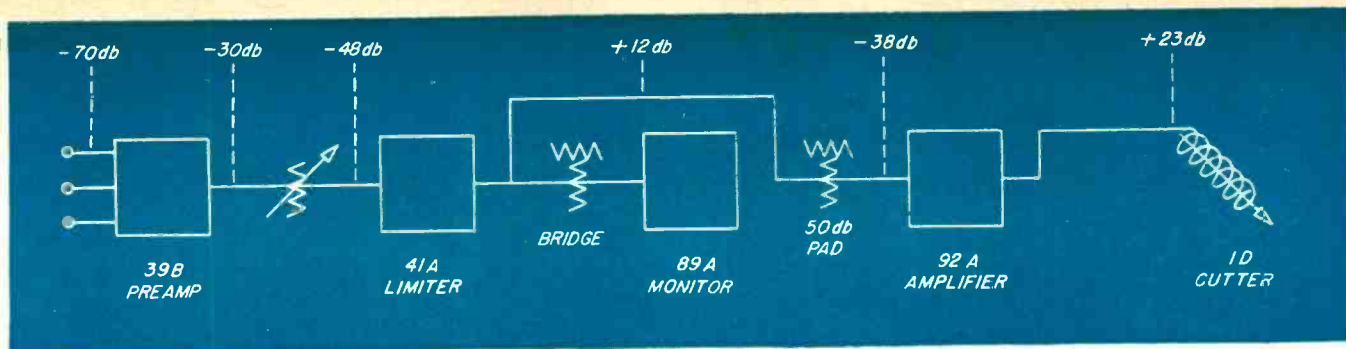 -70db
-30db
-48db
+12db
-38db
+23db
39B
PREAMP
41A
LIMITER
BRIDGE
89A
MONITOR
50db
PAD
92A
AMPLIFIER
1D
CUTTER